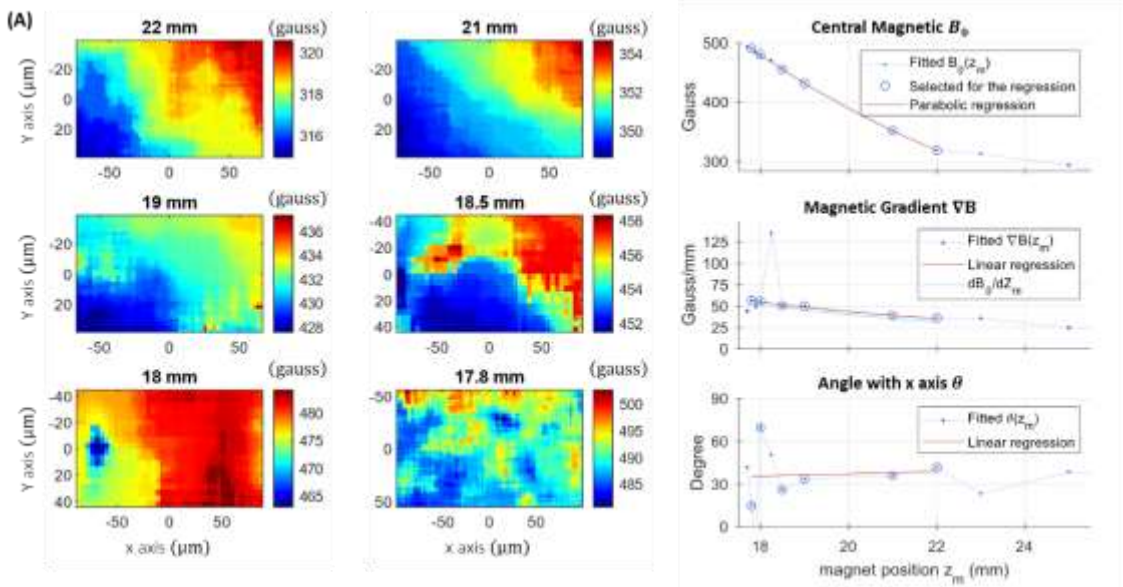 (A)
22 mm
(gauss)
Y axis (µm)
-20
0
20
-50
0
50
320
318
316
21 mm
(gauss)
-20
0
20
-50
0
50
354
352
350
19 mm
(gauss)
Y axis (µm)
-20
0
20
-50
0
50
436
434
432
430
428
18.5 mm
(gauss)
-40
-20
0
20
40
-50
0
50
458
456
454
452
18 mm
(gauss)
Y axis (µm)
-40
-20
0
20
40
-50
0
50
x axis (µm)
480
475
470
465
17.8 mm
(gauss)
-50
0
50
-50
0
50
x axis (µm)
500
495
490
485
Central Magnetic B₀
Gauss
500
400
300
Fitted B₀(zₘ)
Selected for the regression
Parabolic regression
Magnetic Gradient ∇B
Gauss/mm
125
100
75
50
25
0
Fitted ∇B(zₘ)
Linear regression
dB₀/dZₘ
Angle with x axis θ
Degree
90
60
30
0
Fitted θ(zₘ)
Linear regression
18
20
22
24
magnet position zₘ (mm)